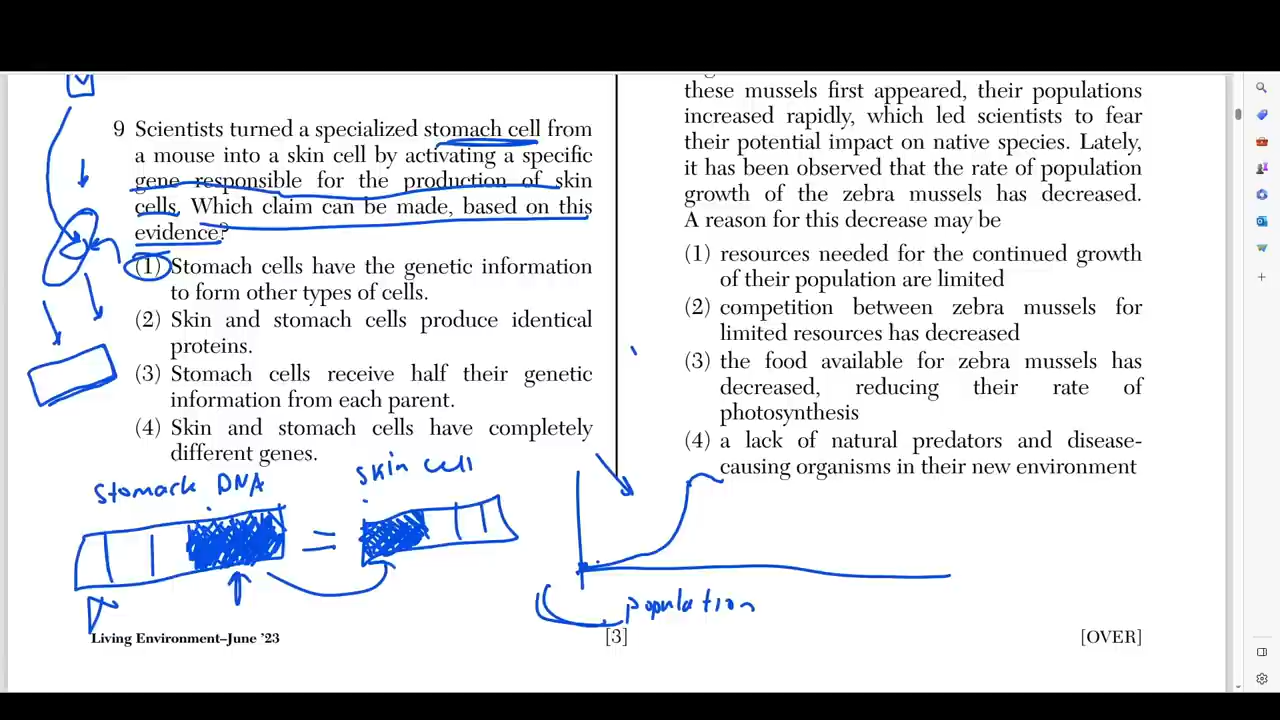 9 Scientists turned a specialized stomach cell from
a mouse into a skin cell by activating a specific
gene responsible for the production of skin
cells. Which claim can be made, based on this
evidence?
(1) Stomach cells have the genetic information
to form other types of cells.
(2) Skin and stomach cells produce identical
proteins.
(3) Stomach cells receive half their genetic
information from each parent.
(4) Skin and stomach cells have completely
different genes.
stomach DNA
skin cell
=
these mussels first appeared, their populations
increased rapidly, which led scientists to fear
their potential impact on native species. Lately,
it has been observed that the rate of population
growth of the zebra mussels has decreased.
A reason for this decrease may be
(1) resources needed for the continued growth
of their population are limited
(2) competition between zebra mussels for
limited resources has decreased
(3) the food available for zebra mussels has
decreased, reducing their rate of
photosynthesis
(4) a lack of natural predators and disease-
causing organisms in their new environment
population
Living Environment–June ’23
[3]
[OVER]